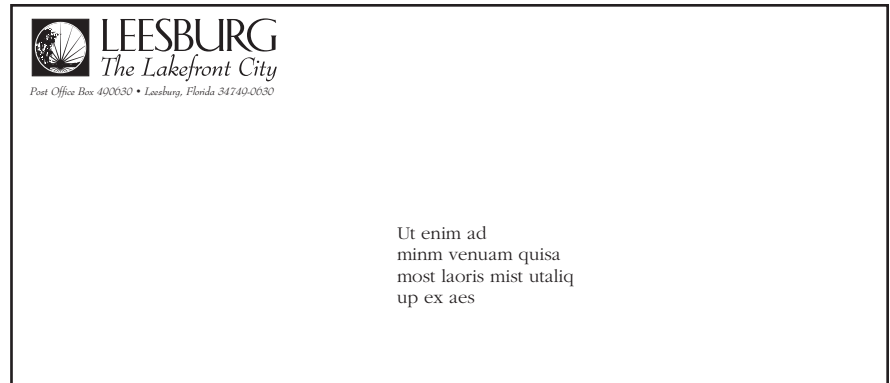 LEESBURG
The Lakefront City
Post Office Box 490630 • Leesburg, Florida 34749-0630
Ut enim ad
minm venuam quisa
most laoris mist utaliq
up ex aes